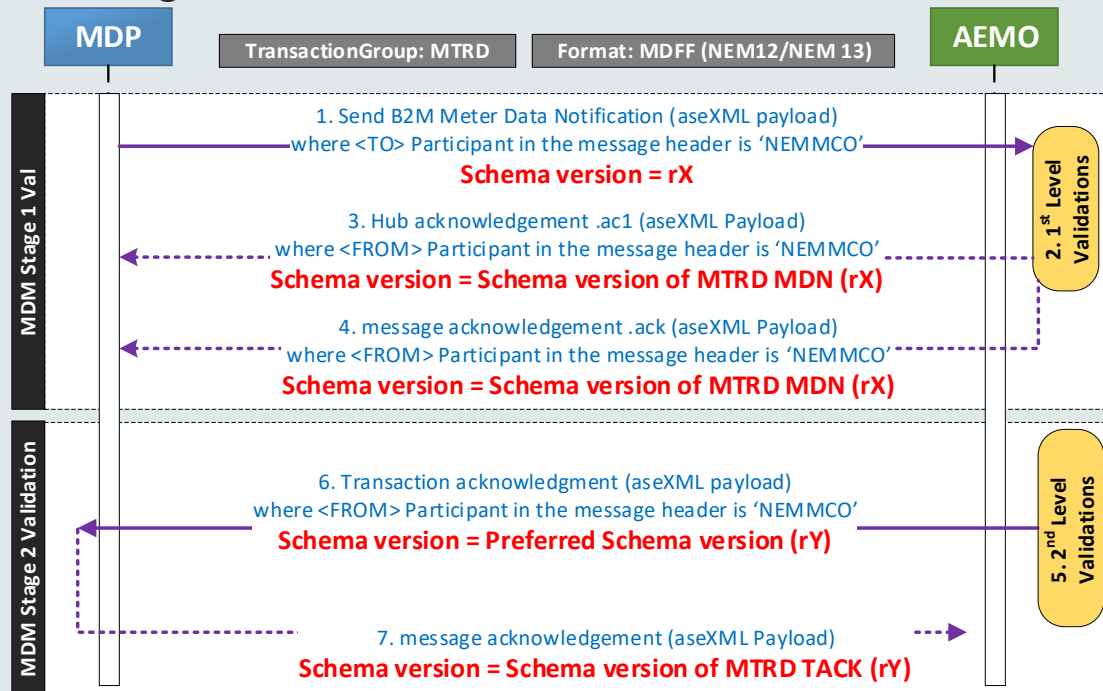 MDP
TransactionGroup: MTRD
Format: MDFF (NEM12/NEM 13)
AEMO
MDM Stage 1 Val
1. Send B2M Meter Data Notification (aseXML payload)
where <TO> Participant in the message header is ‘NEMMCO’
Schema version = rX
2. 1st Level
Validations
3. Hub acknowledgement .ac1 (aseXML Payload)
where <FROM> Participant in the message header is ‘NEMMCO’
Schema version = Schema version of MTRD MDN (rX)
4. message acknowledgement .ack (aseXML Payload)
where <FROM> Participant in the message header is ‘NEMMCO’
Schema version = Schema version of MTRD MDN (rX)
MDM Stage 2 Validation
5. 2nd Level
Validations
6. Transaction acknowledgment (aseXML payload)
where <FROM> Participant in the message header is ‘NEMMCO’
Schema version = Preferred Schema version (rY)
7. message acknowledgement (aseXML Payload)
Schema version = Schema version of MTRD TACK (rY)